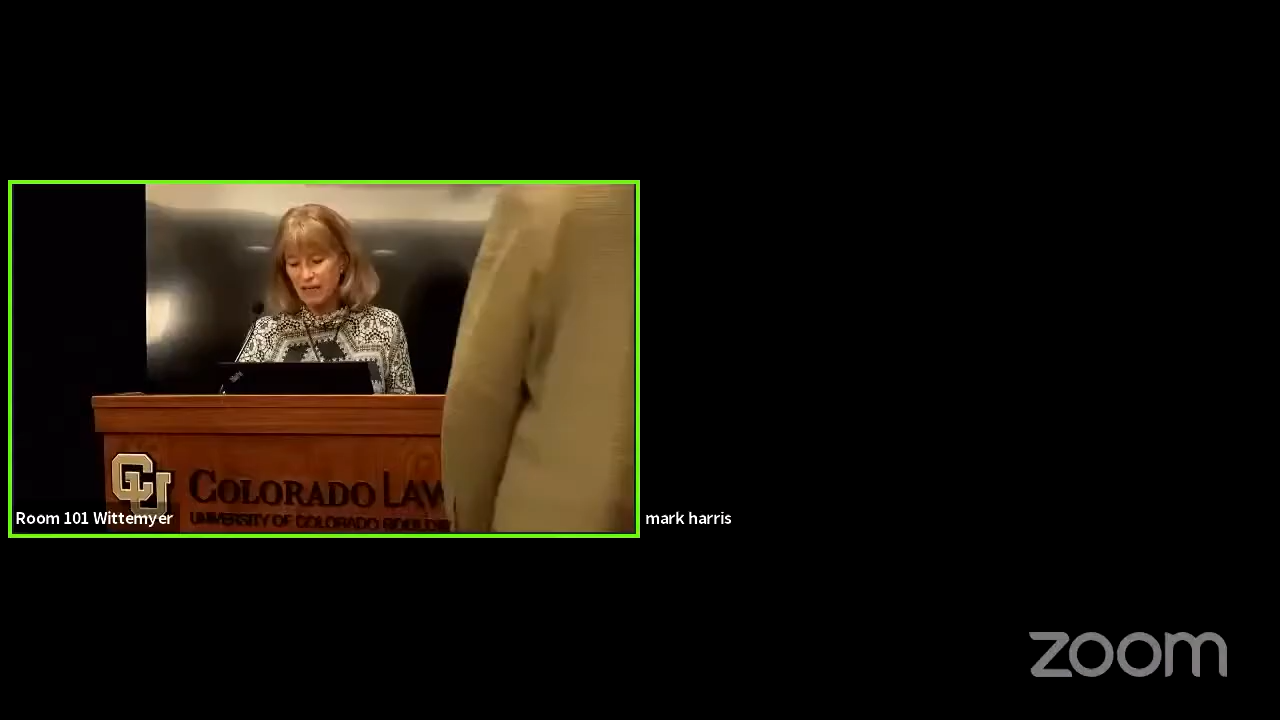 CU
COLORADO LAW
UNIVERSITY OF COLORADO BOULDER
Room 101 Wittemyer
mark harris
zoom